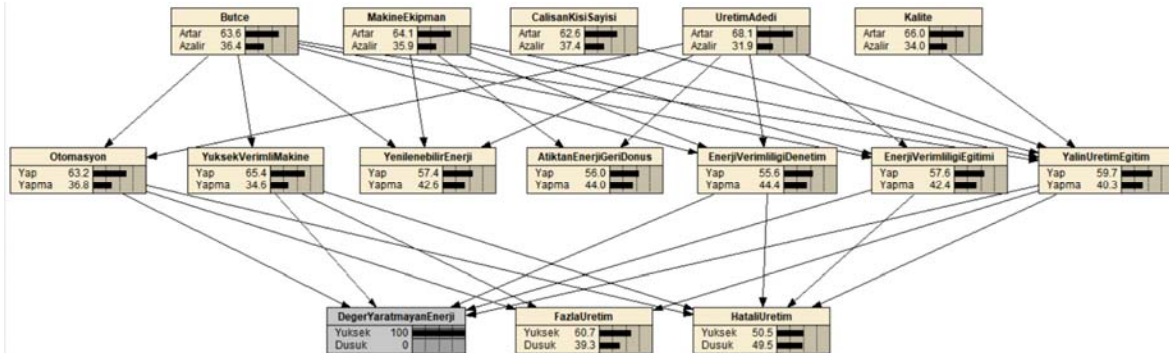 Butce
Artar 63.6
Azalir 36.4
MakineEkipman
Artar 64.1
Azalir 35.9
CalisanKisiSayisi
Artar 62.6
Azalir 37.4
UretimAdedi
Artar 68.1
Azalir 31.9
Kalite
Artar 66.0
Azalir 34.0
Otomasyon
Yap 63.2
Yapma 36.8
YuksekVerimliMakine
Yap 65.4
Yapma 34.6
YenilenebilirEnerji
Yap 57.4
Yapma 42.6
AtiktanEnerjiGeriDonus
Yap 56.0
Yapma 44.0
EnerjiVerimliligiDenetim
Yap 55.6
Yapma 44.4
EnerjiVerimliligiEgitimi
Yap 57.6
Yapma 42.4
YalinUretimEgitim
Yap 59.7
Yapma 40.3
DegerYaratmayanEnerji
Yuksek 100
Dusuk 0
FazlaUretim
Yuksek 60.7
Dusuk 39.3
HataliUretim
Yuksek 50.5
Dusuk 49.5